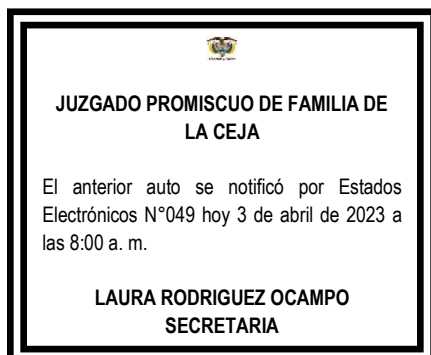 JUZGADO PROMISCUO DE FAMILIA DE
LA CEJA
El anterior auto se notificó por Estados
Electrónicos N°049 hoy 3 de abril de 2023 a
las 8:00 a. m.
LAURA RODRIGUEZ OCAMPO
SECRETARIA